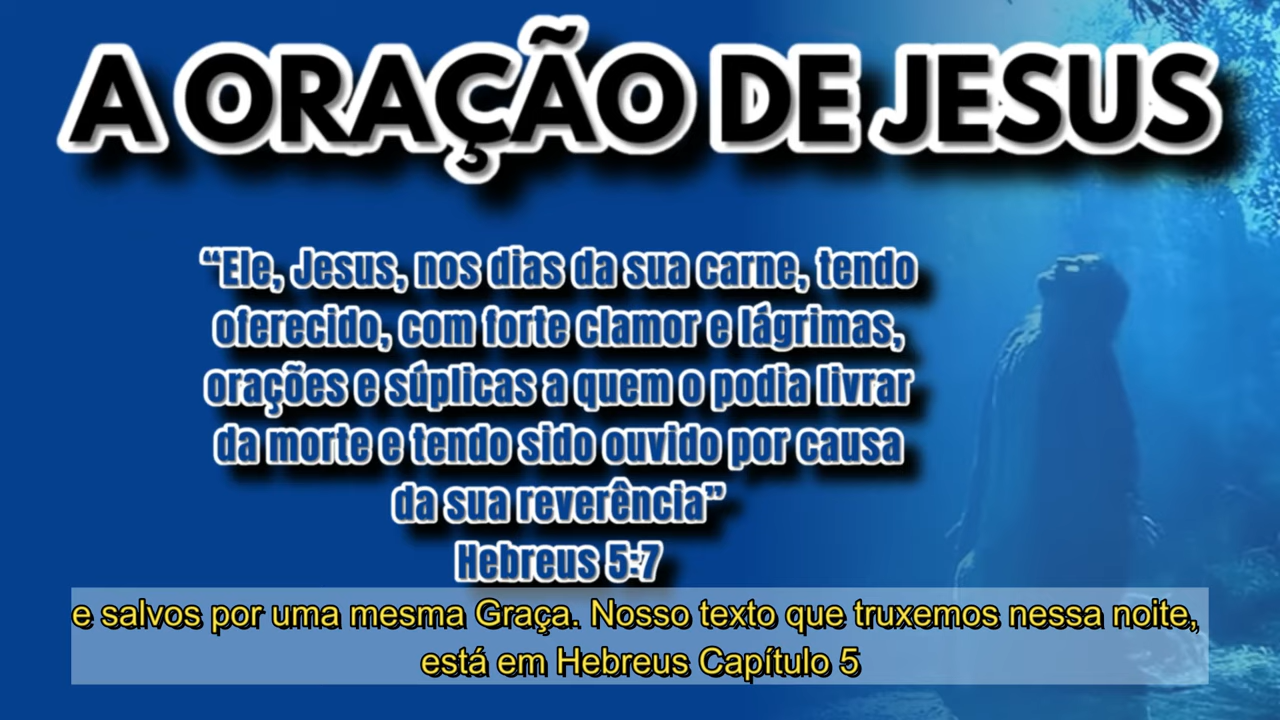 A ORAÇÃO DE JESUS
“Ele, Jesus, nos dias da sua carne, tendo
oferecido, com forte clamor e lágrimas,
orações e súplicas a quem o podia livrar
da morte e tendo sido ouvido por causa
da sua reverência”
Hebreus 5:7
e salvos por uma mesma Graça. Nosso texto que truxemos nessa noite,
está em Hebreus Capítulo 5